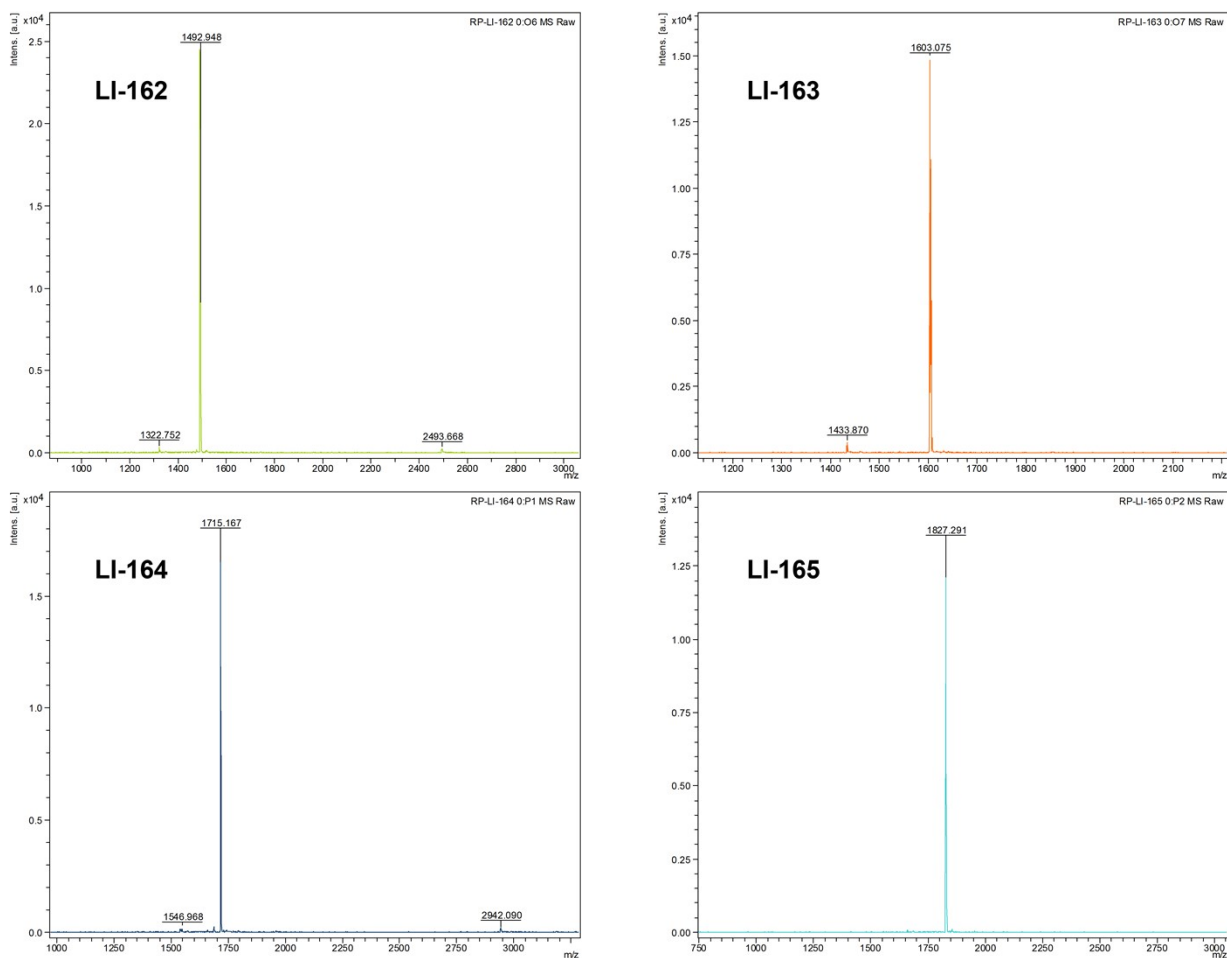 x10⁴
Intens. [a.u.]
RP-LI-162 0:O6 MS Raw
1492.948
2.5
LI-162
2.0
1.5
1.0
0.5
1322.752
2493.668
0.0
1000 1200 1400 1600 1800 2000 2200 2400 2600 2800 3000
m/z
x10⁴
Intens. [a.u.]
RP-LI-163 0:O7 MS Raw
1603.075
1.50
LI-163
1.25
1.00
0.75
0.50
0.25
1433.870
0.00
1200 1300 1400 1500 1600 1700 1800 1900 2000 2100
m/z
x10⁴
Intens. [a.u.]
RP-LI-164 0:P1 MS Raw
1715.167
LI-164
1.5
1.0
0.5
1546.968
2942.090
0.0
1000 1250 1500 1750 2000 2250 2500 2750 3000
m/z
x10⁴
Intens. [a.u.]
RP-LI-165 0:P2 MS Raw
1827.291
LI-165
1.25
1.00
0.75
0.50
0.25
0.00
750 1000 1250 1500 1750 2000 2250 2500 2750 3000
m/z